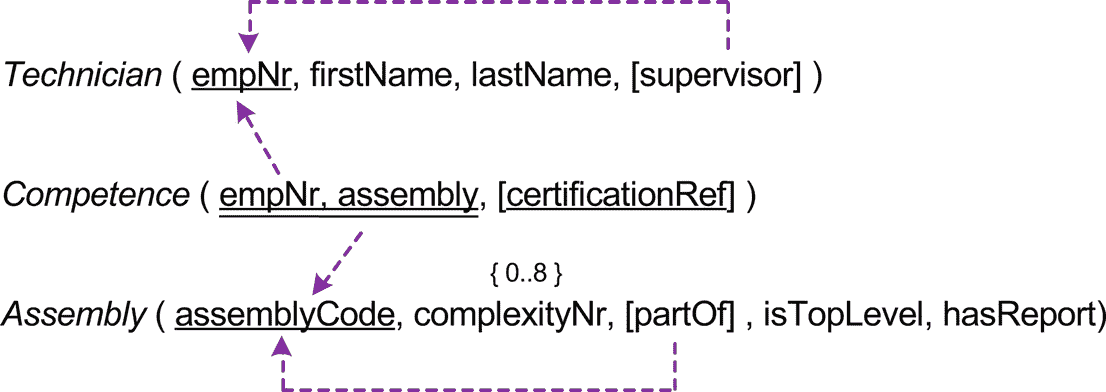 Technician ( empNr, firstName, lastName, [supervisor] )
Competence ( empNr, assembly, [certificationRef] )
{ 0..8 }
Assembly ( assemblyCode, complexityNr, [partOf] , isTopLevel, hasReport)